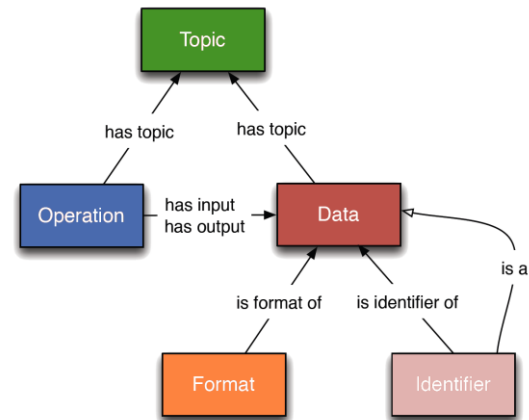 Topic
has topic
has topic
Operation
has input
has output
Data
is a
is format of
is identifier of
Format
Identifier